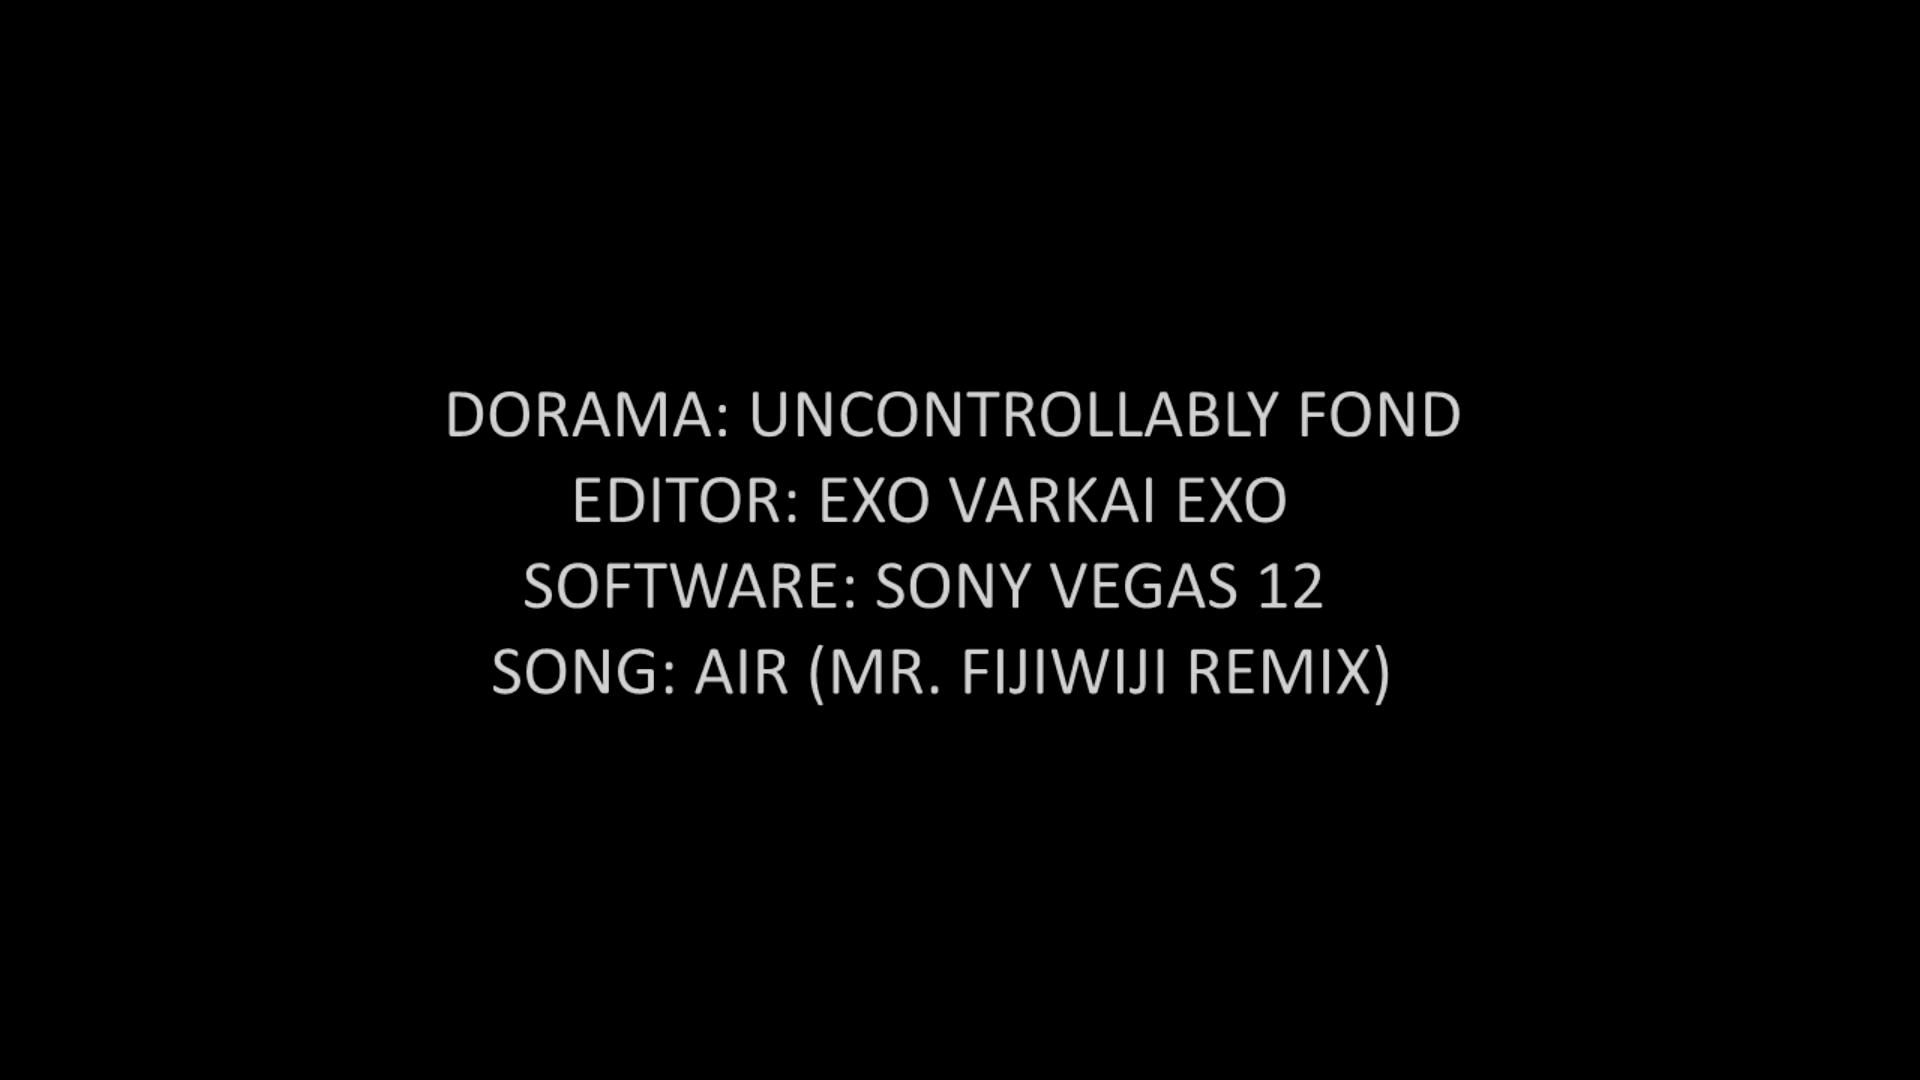 DORAMA: UNCONTROLLABLY FOND
EDITOR: EXO VARKAI EXO
SOFTWARE: SONY VEGAS 12
SONG: AIR (MR. FIJIWIJI REMIX)